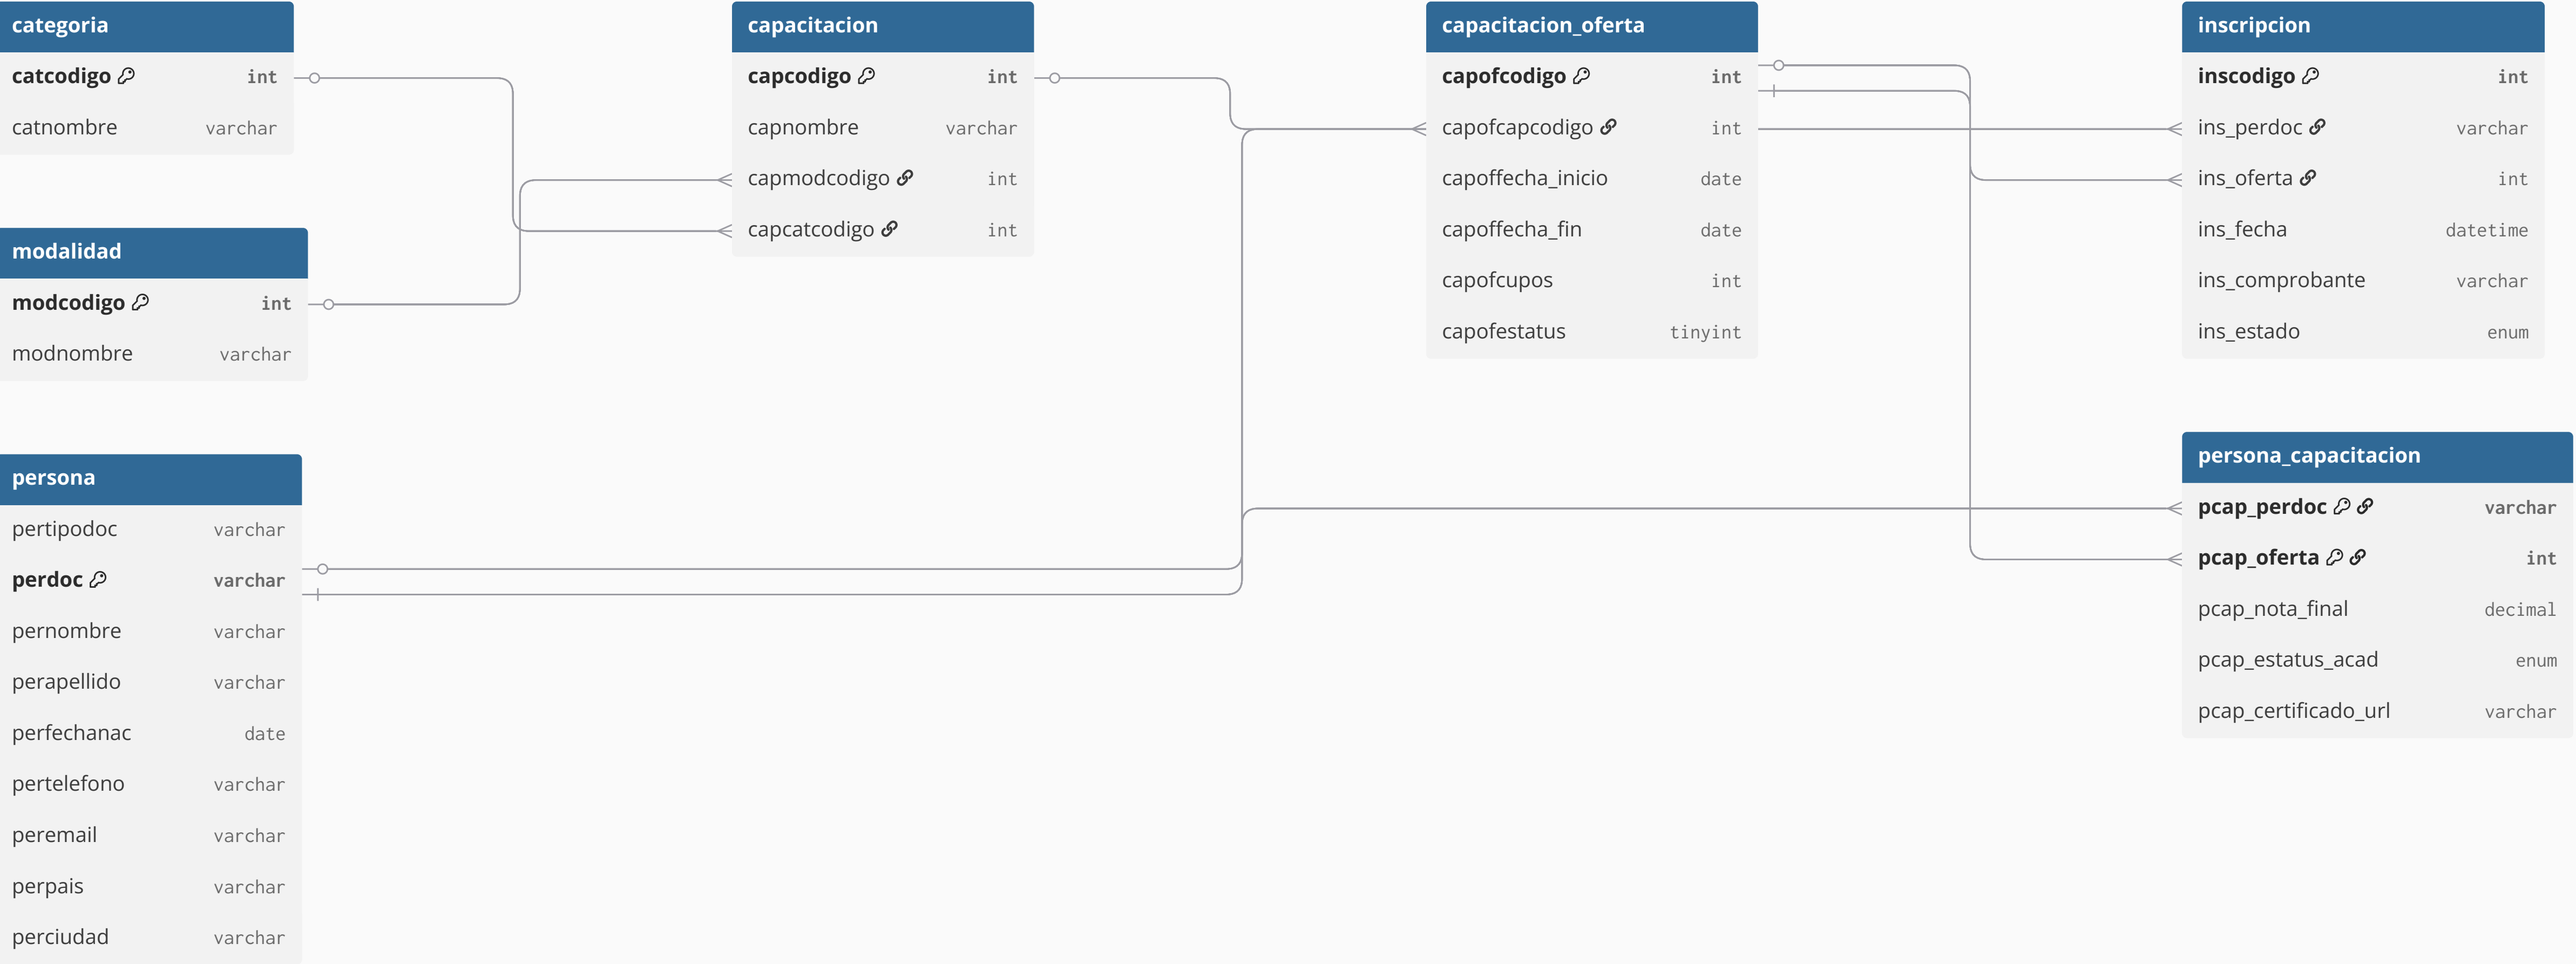 categoria
catcodigo int
catnombre varchar
modalidad
modcodigo int
modnombre varchar
persona
pertipodoc varchar
perdoc varchar
pernombre varchar
perapellido varchar
perfechanac date
pertelefono varchar
peremail varchar
perpais varchar
perciudad varchar
capacitacion
capcodigo int
capnombre varchar
capmodcodigo int
capcatcodigo int
capacitacion_oferta
capofcodigo int
capofcapcodigo int
capoffecha_inicio date
capoffecha_fin date
capofcupos int
capofestatus tinyint
inscripcion
inscodigo int
ins_perdoc varchar
ins_oferta int
ins_fecha datetime
ins_comprobante varchar
ins_estado enum
persona_capacitacion
pcap_perdoc varchar
pcap_oferta int
pcap_nota_final decimal
pcap_estatus_acad enum
pcap_certificado_url varchar